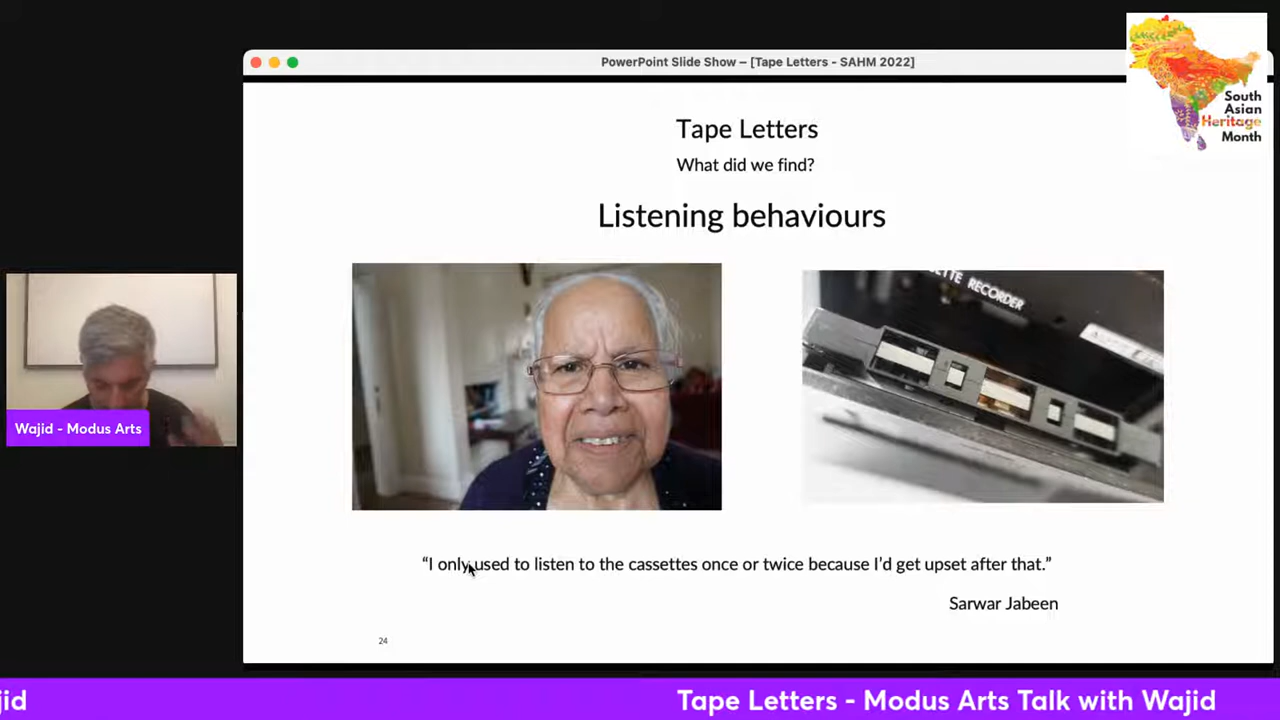 PowerPoint Slide Show – [Tape Letters - SAHM 2022]
South
Asian
Heritage
Month
Tape Letters
What did we find?
Listening behaviours
RECORDER
Wajid - Modus Arts
“I only used to listen to the cassettes once or twice because I’d get upset after that.”
Sarwar Jabeen
24
Tape Letters - Modus Arts Talk with Wajid